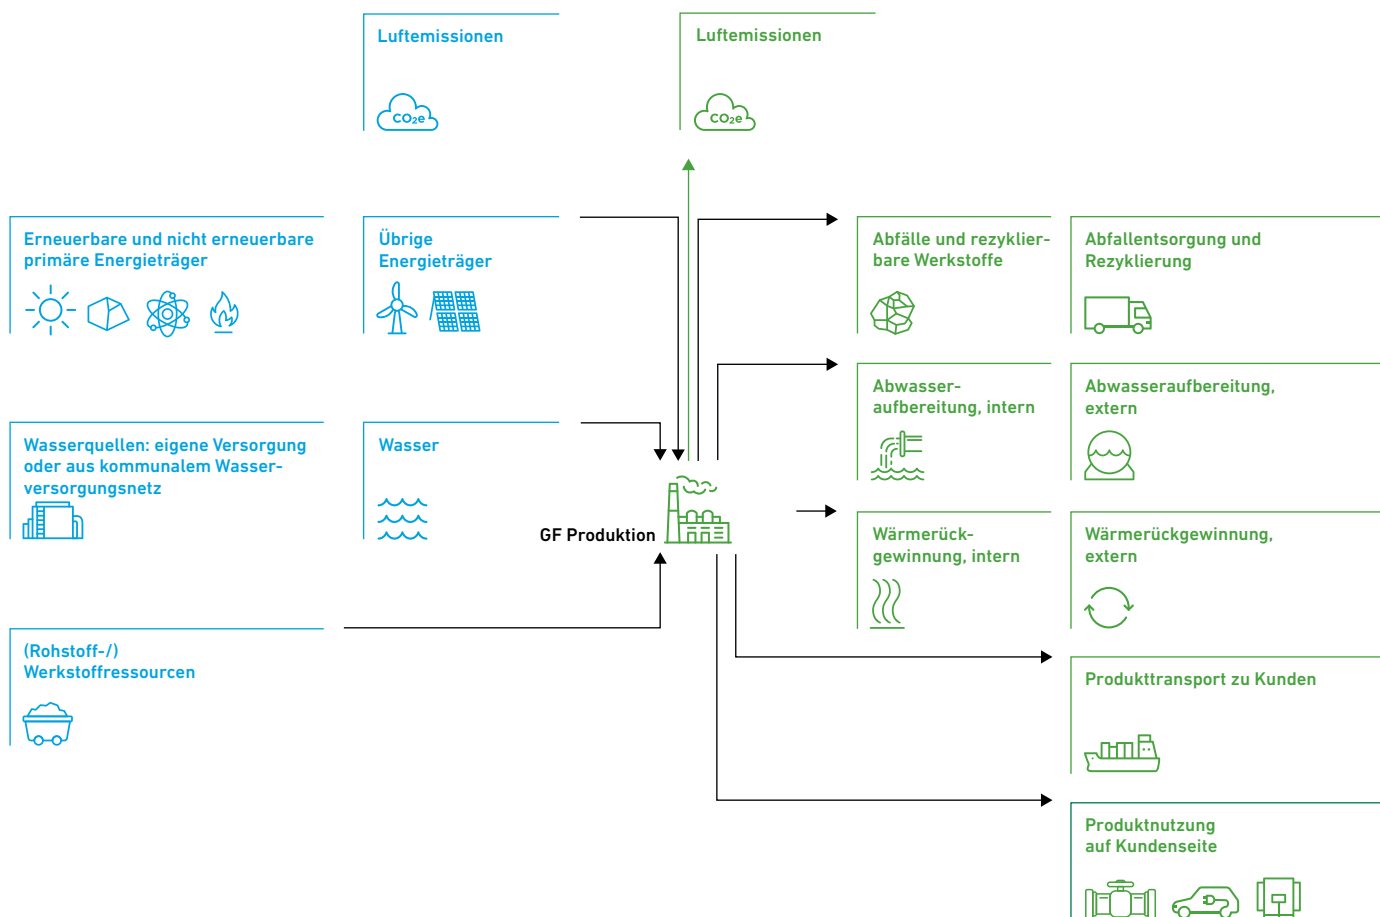 Luftemissionen
CO₂e
Luftemissionen
CO₂e
Erneuerbare und nicht erneuerbare
primäre Energieträger
Übrige
Energieträger
Abfälle und rezyklier-
bare Werkstoffe
Abfallentsorgung und
Rezyklierung
Abwasser-
aufbereitung, intern
Abwasseraufbereitung,
extern
Wasserquellen: eigene Versorgung
oder aus kommunalem Wasser-
versorgungsnetz
Wasser
GF Produktion
Wärmerück-
gewinnung, intern
Wärmerückgewinnung,
extern
(Rohstoff-/)
Werkstoffressourcen
Produkttransport zu Kunden
Produktnutzung
auf Kundenseite